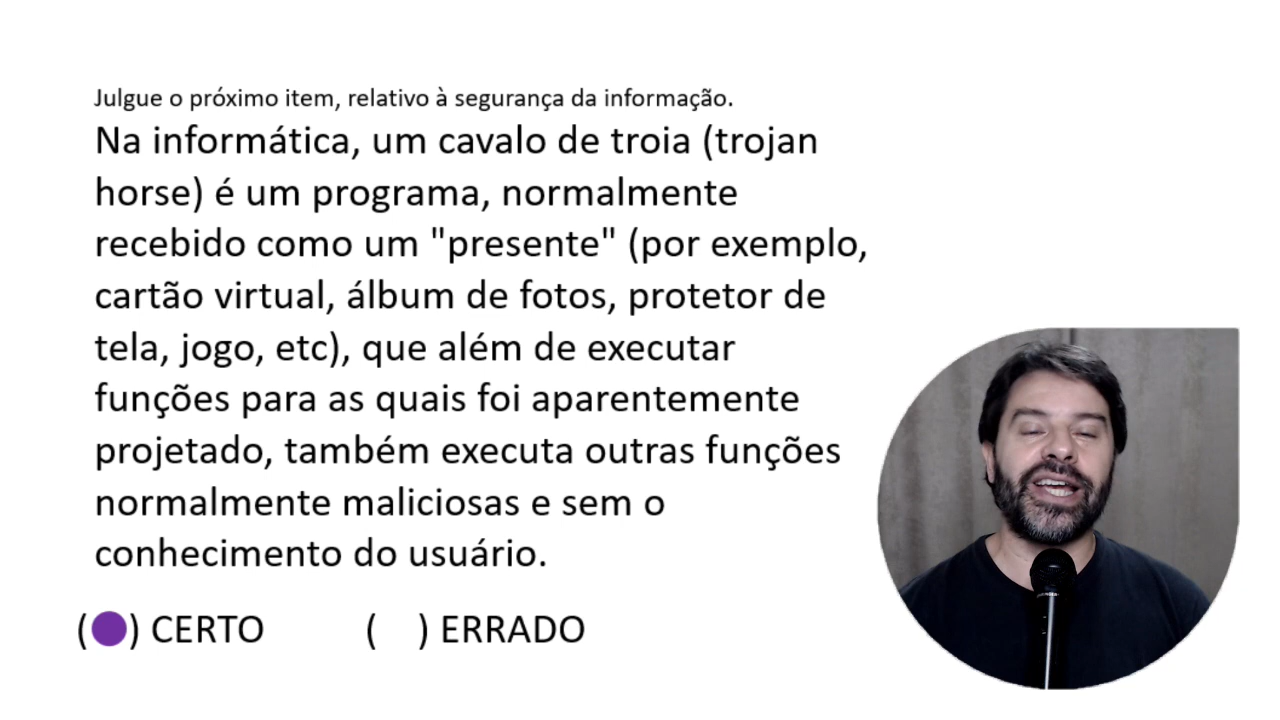 Julgue o próximo item, relativo à segurança da informação.
Na informática, um cavalo de troia (trojan
horse) é um programa, normalmente
recebido como um "presente" (por exemplo,
cartão virtual, álbum de fotos, protetor de
tela, jogo, etc), que além de executar
funções para as quais foi aparentemente
projetado, também executa outras funções
normalmente maliciosas e sem o
conhecimento do usuário.
(●) CERTO ( ) ERRADO